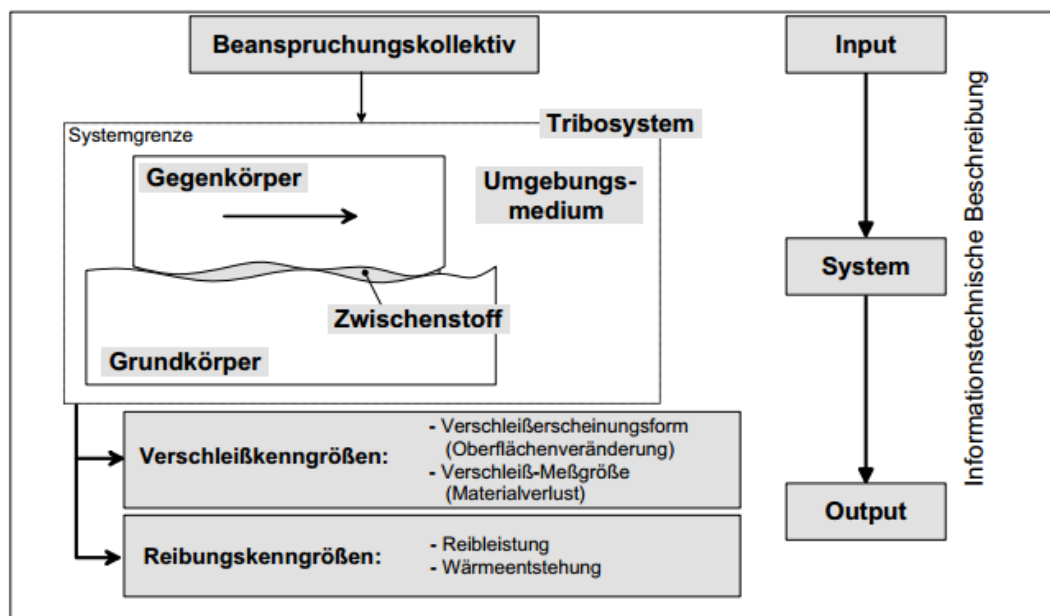 Beanspruchungskollektiv
Input
Systemgrenze
Tribosystem
Gegenkörper
Umgebungs-
medium
System
Zwischenstoff
Grundkörper
Informationstechnische Beschreibung
Verschleißkenngrößen:
- Verschleißerscheinungsform
(Oberflächenveränderung)
- Verschleiß-Meßgröße
(Materialverlust)
Output
Reibungskenngrößen:
- Reibleistung
- Wärmeentstehung